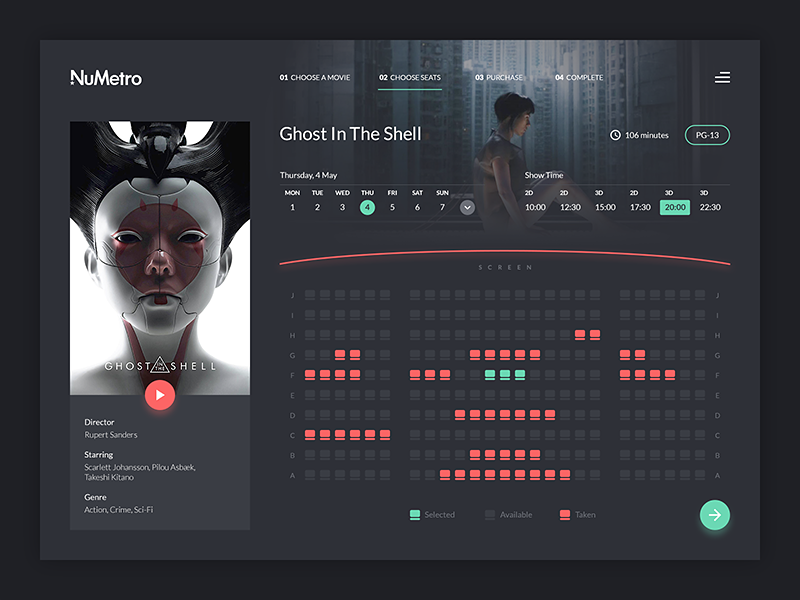 NuMetro
01 CHOOSE A MOVIE
02 CHOOSE SEATS
03 PURCHASE
04 COMPLETE
Ghost In The Shell
106 minutes
PG-13
Thursday, 4 May
Show Time
MON TUE WED THU FRI SAT SUN
1 2 3 4 5 6 7
2D 2D 3D 2D 3D 3D
10:00 12:30 15:00 17:30 20:00 22:30
SCREEN
J J
I I
H H
G G
F F
E E
D D
C C
B B
A A
Selected
Available
Taken
GHOST IN THE SHELL
Director
Rupert Sanders
Starring
Scarlett Johansson, Pilou Asbæk,
Takeshi Kitano
Genre
Action, Crime, Sci-Fi